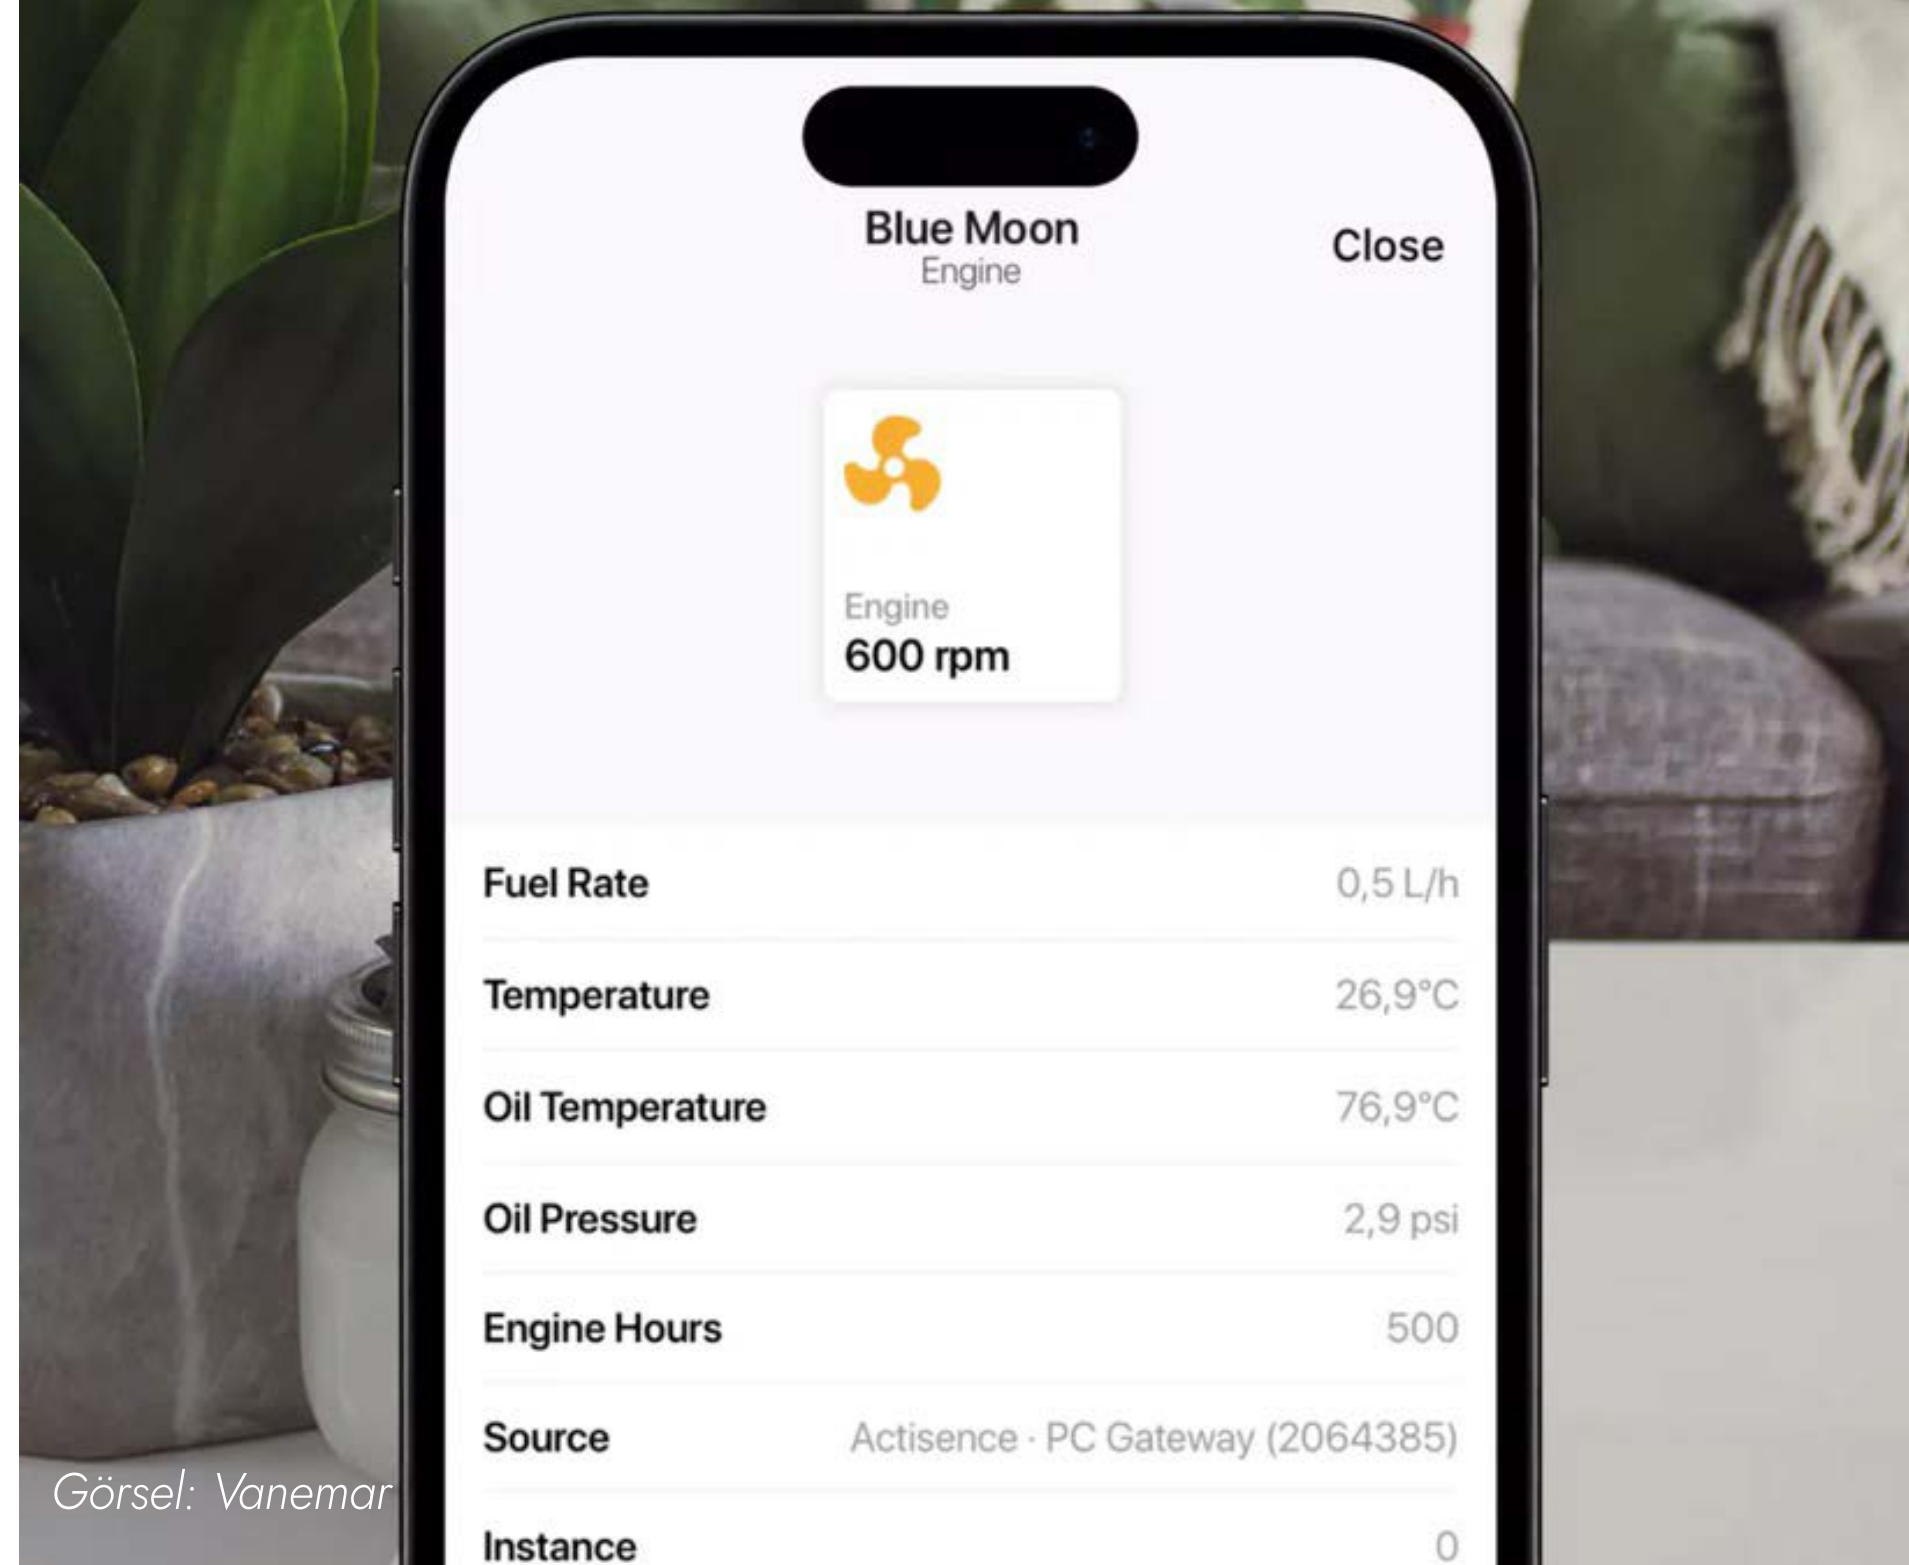 Blue Moon
Engine
Close
Engine
600 rpm
Fuel Rate 0,5 L/h
Temperature 26,9°C
Oil Temperature 76,9°C
Oil Pressure 2,9 psi
Engine Hours 500
Source Actisence · PC Gateway (2064385)
Instance 0
Görsel: Vanemar